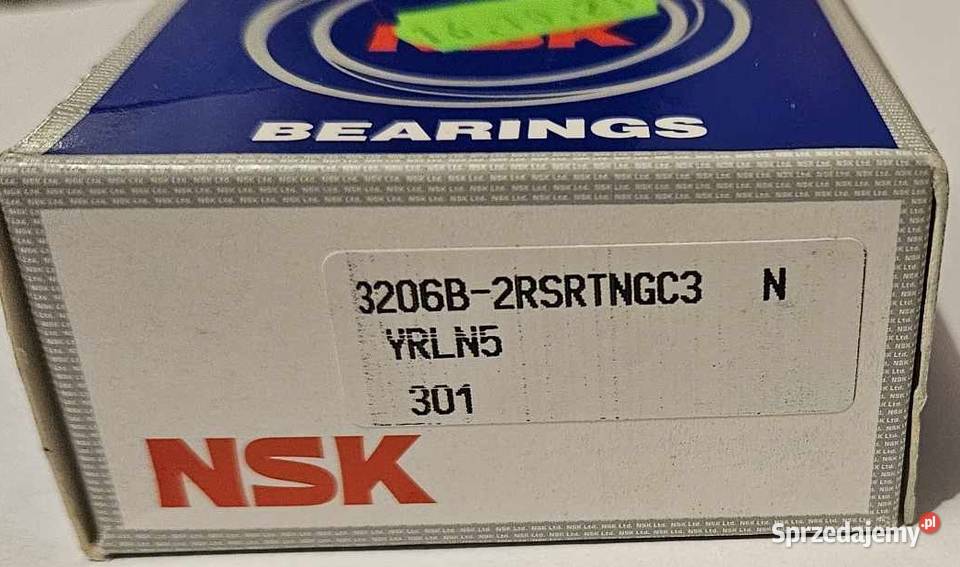 NSK
BEARINGS
3206B-2RSRTNGC3 N
YRLN5
301
NSK
Sprzedajemy.pl